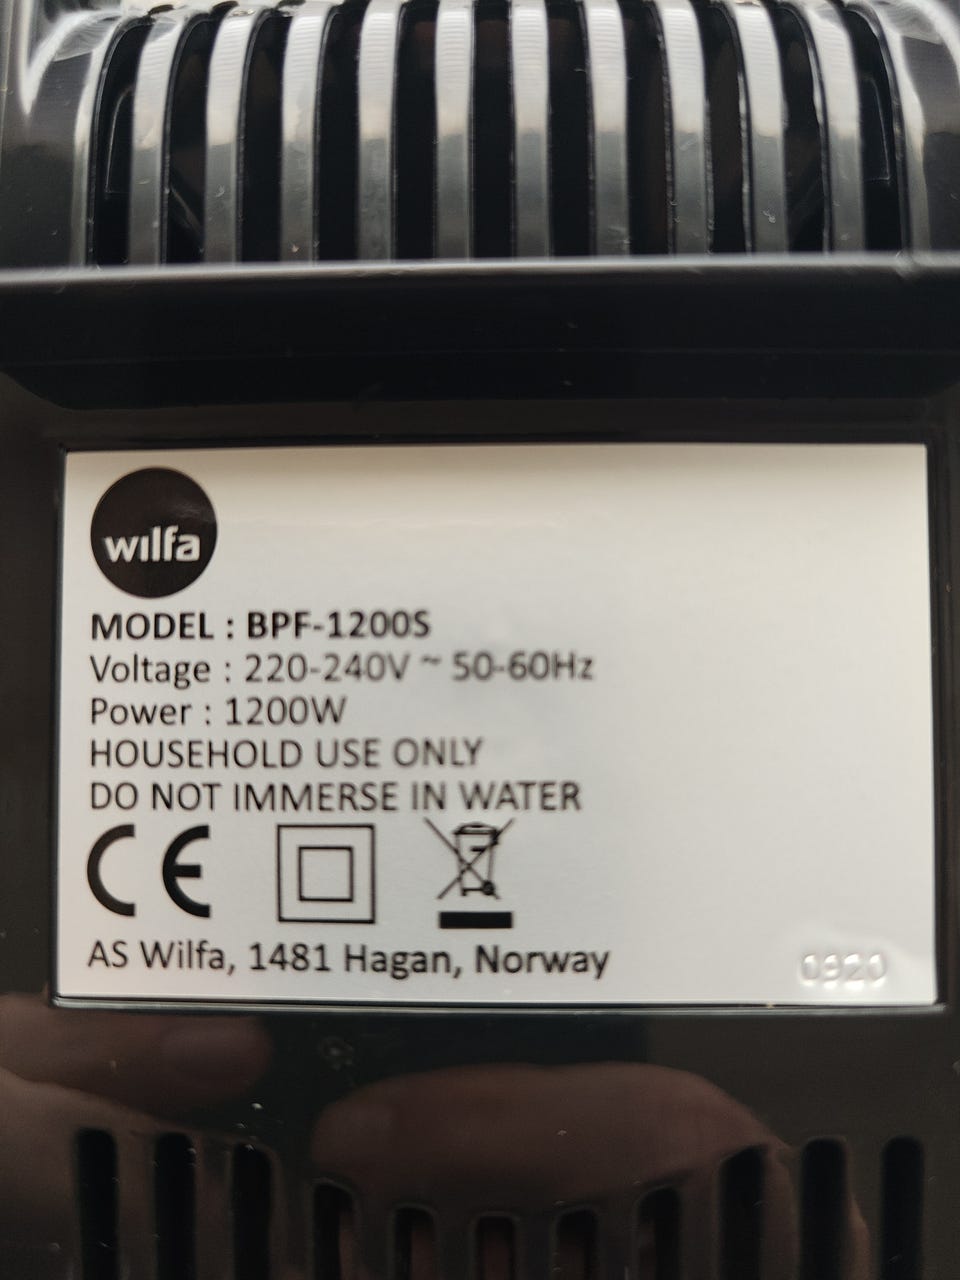 wilfa
MODEL : BPF-1200S
Voltage : 220-240V ~ 50-60Hz
Power : 1200W
HOUSEHOLD USE ONLY
DO NOT IMMERSE IN WATER
CE
AS Wilfa, 1481 Hagan, Norway
0920